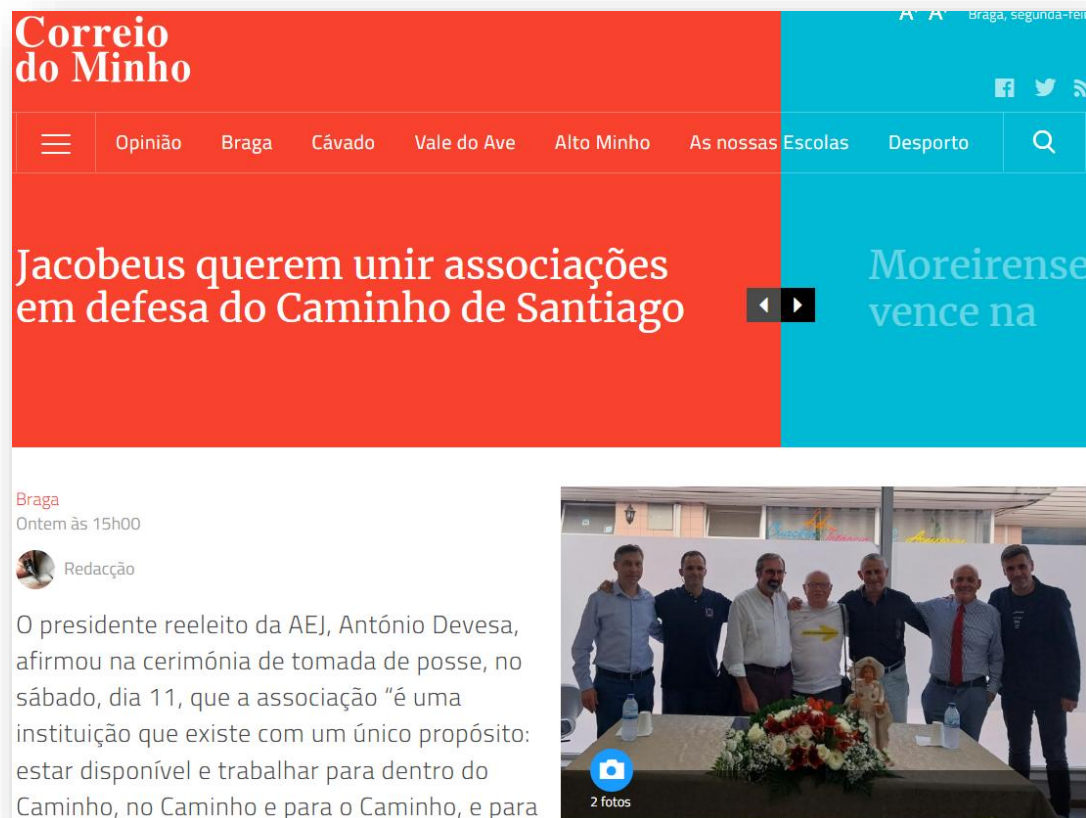 Correio
do Minho
Braga, segunda-feir
Opinião Braga Cávado Vale do Ave Alto Minho As nossas Escolas Desporto
Jacobeus querem unir associações
em defesa do Caminho de Santiago
Moreirense
vence na
Braga
Ontem às 15h00
Redacção
O presidente reeleito da AEJ, António Devesa,
afirmou na cerimónia de tomada de posse, no
sábado, dia 11, que a associação “é uma
instituição que existe com um único propósito:
estar disponível e trabalhar para dentro do
Caminho, no Caminho e para o Caminho, e para
2 fotos